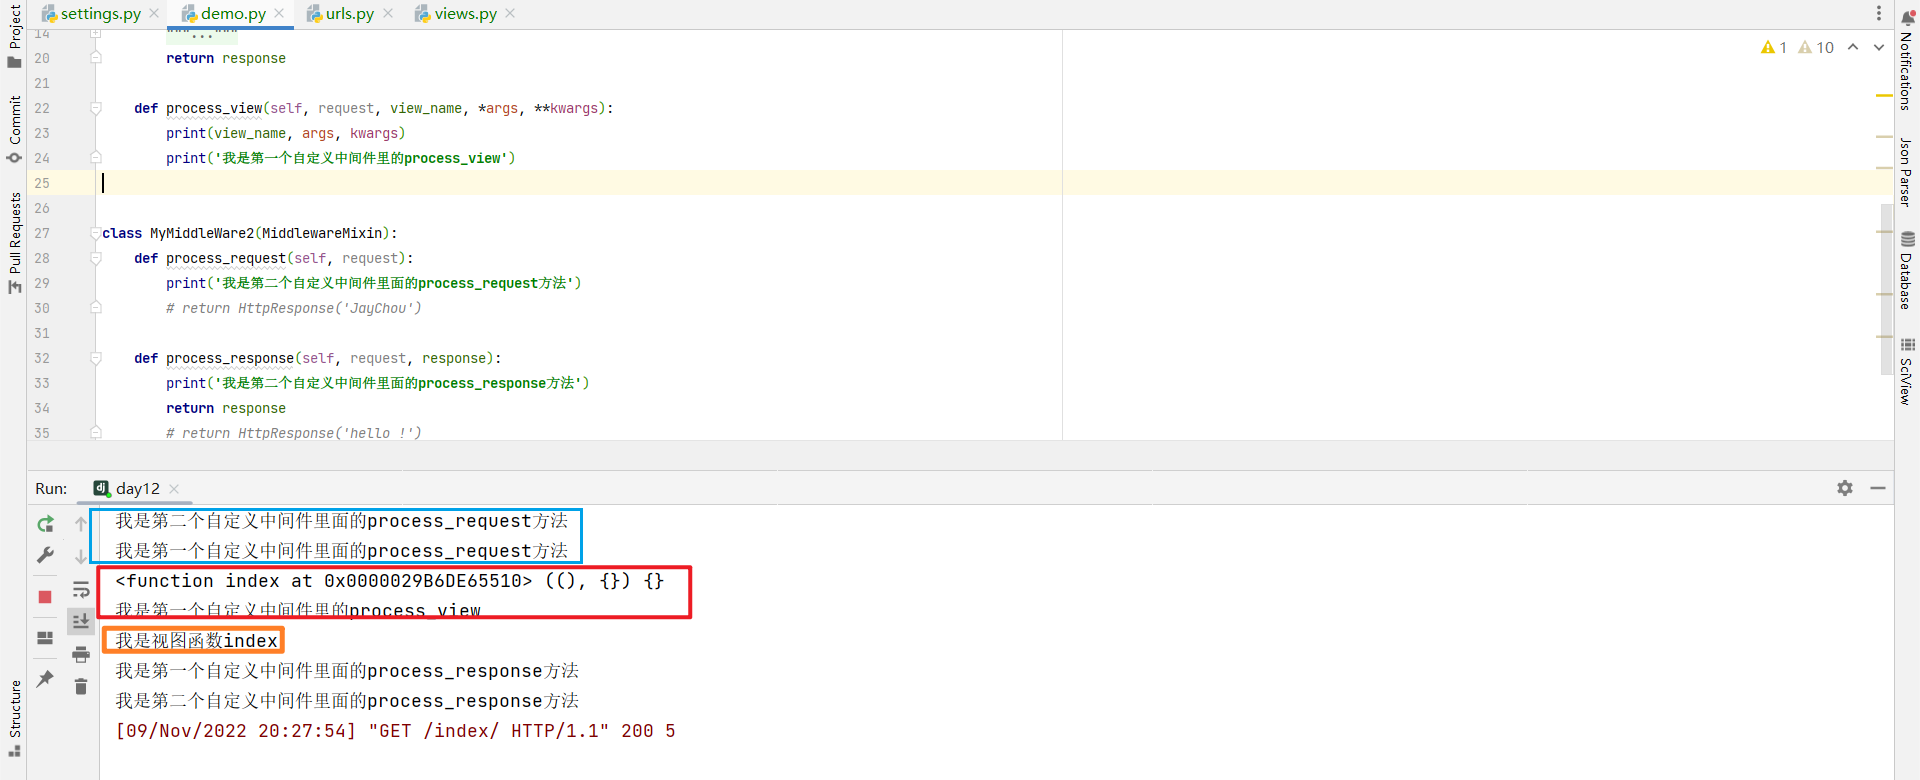 settings.py
demo.py
urls.py
views.py
Project
Commit
Pull Requests
Structure
Notifications
Json Parser
Database
SciView
1 10
14 """..."""
20 return response
21
22 def process_view(self, request, view_name, *args, **kwargs):
23 print(view_name, args, kwargs)
24 print('我是第一个自定义中间件里的process_view')
25
26
27 class MyMiddleWare2(MiddlewareMixin):
28 def process_request(self, request):
29 print('我是第二个自定义中间件里面的process_request方法')
30 # return HttpResponse('JayChou')
31
32 def process_response(self, request, response):
33 print('我是第二个自定义中间件里面的process_response方法')
34 return response
35 # return HttpResponse('hello !')
Run: dj day12
我是第二个自定义中间件里面的process_request方法
我是第一个自定义中间件里面的process_request方法
<function index at 0x0000029B6DE65510> ((), {}) {}
我是第一个自定义中间件里的process_view
我是视图函数index
我是第一个自定义中间件里面的process_response方法
我是第二个自定义中间件里面的process_response方法
[09/Nov/2022 20:27:54] "GET /index/ HTTP/1.1" 200 5